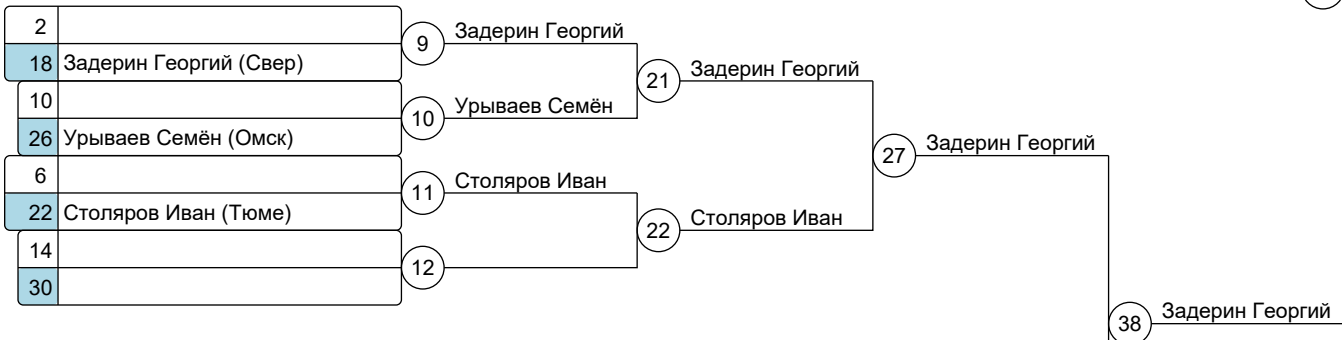 2
18 Задерин Георгий (Свер)
9 Задерин Георгий
21 Задерин Георгий
10
26 Урываев Семён (Омск)
10 Урываев Семён
27 Задерин Георгий
6
22 Столяров Иван (Тюме)
11 Столяров Иван
22 Столяров Иван
14
30
12
38 Задерин Георгий